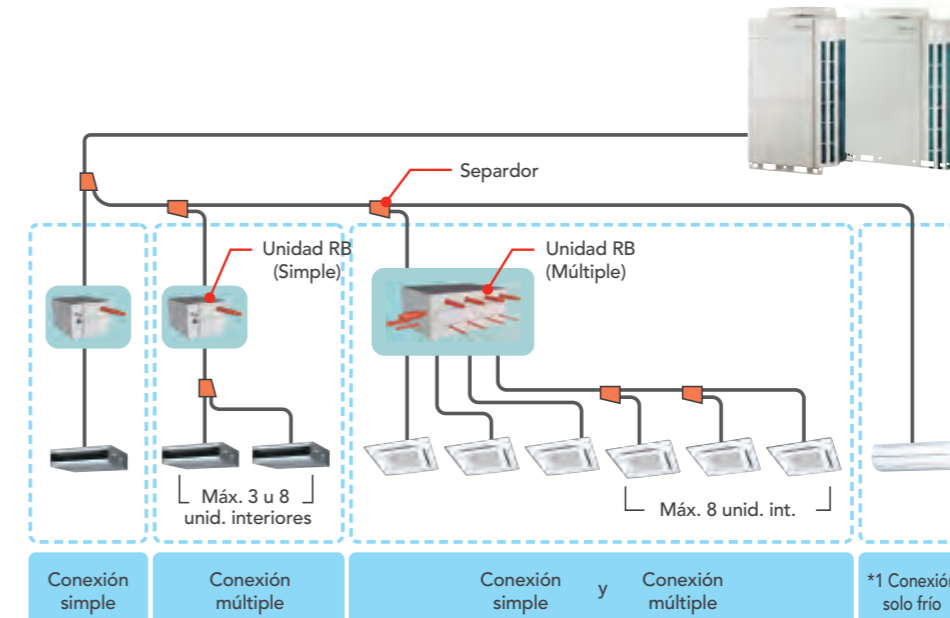 Separdor
Unidad RB
(Simple)
Unidad RB
(Múltiple)
Máx. 3 u 8
unid. interiores
Máx. 8 unid. int.
Conexión
simple
Conexión
múltiple
Conexión
simple
y
Conexión
múltiple
*1 Conexión
solo frío